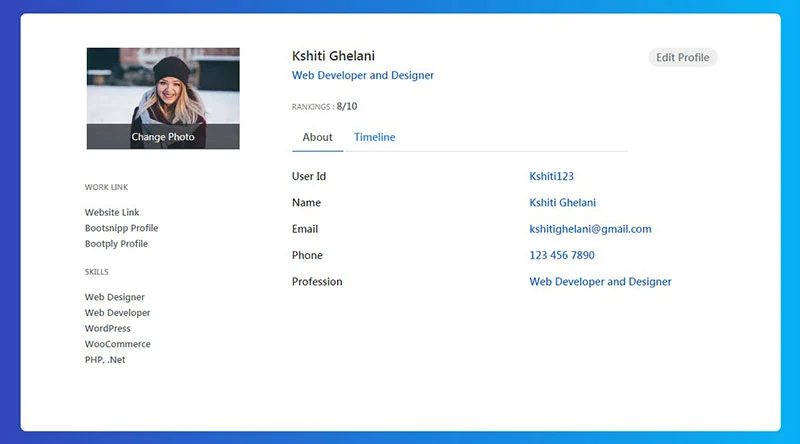 Kshiti Ghelani
Edit Profile
Web Developer and Designer
RANKINGS : 8/10
Change Photo
About Timeline
WORK LINK
Website Link
Bootsnipp Profile
Bootply Profile
SKILLS
Web Designer
Web Developer
WordPress
WooCommerce
PHP, .Net
User Id Kshiti123
Name Kshiti Ghelani
Email kshitighelani@gmail.com
Phone 123 456 7890
Profession Web Developer and Designer